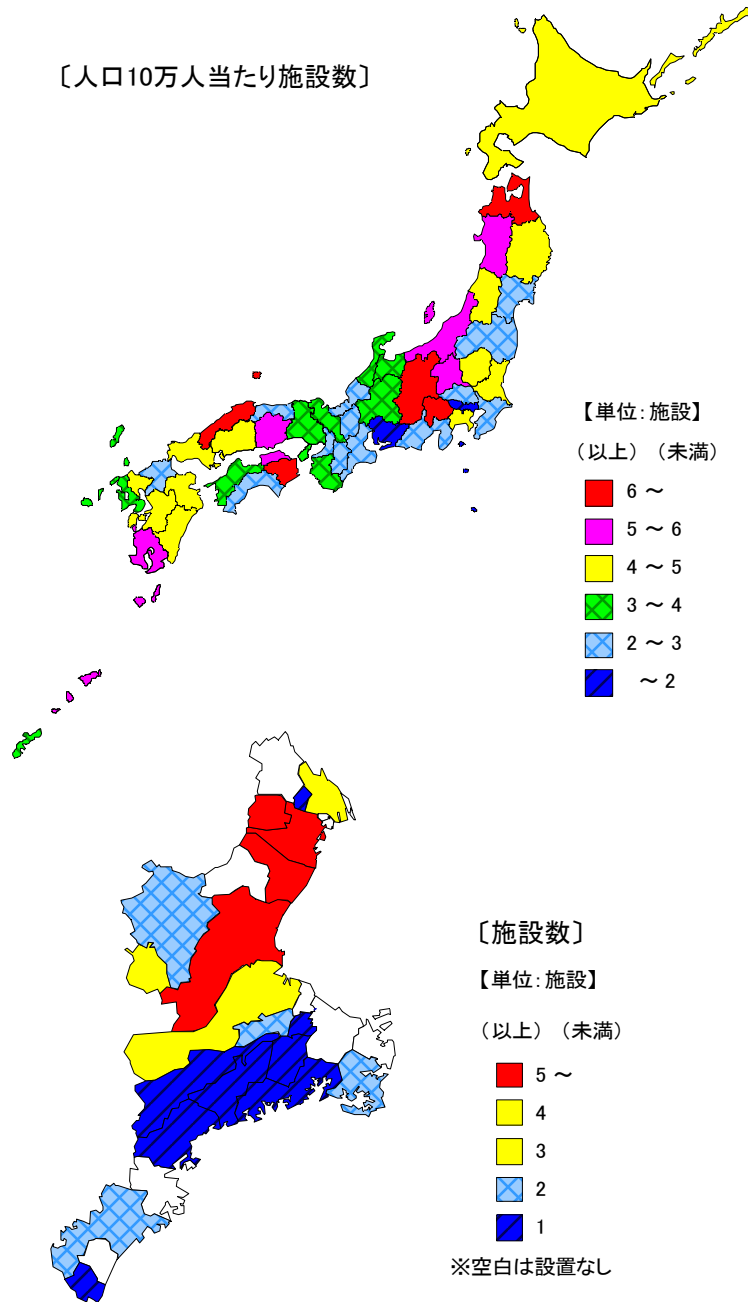 〔人口10万人当たり施設数〕
【単位：施設】
（以上）（未満）
6 ～
5 ～ 6
4 ～ 5
3 ～ 4
2 ～ 3
～ 2
〔施設数〕
【単位：施設】
（以上）（未満）
5 ～
4
3
2
1
※空白は設置なし